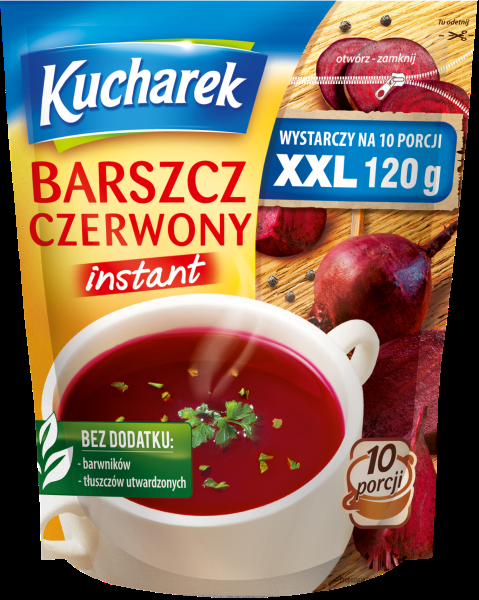 Tu odetnij
otwórz - zamknij
Kucharek
WYSTARCZY NA 10 PORCJI
XXL 120 g
BARSZCZ
CZERWONY
instant
BEZ DODATKU:
- barwników
- tłuszczów utwardzonych
10
porcji